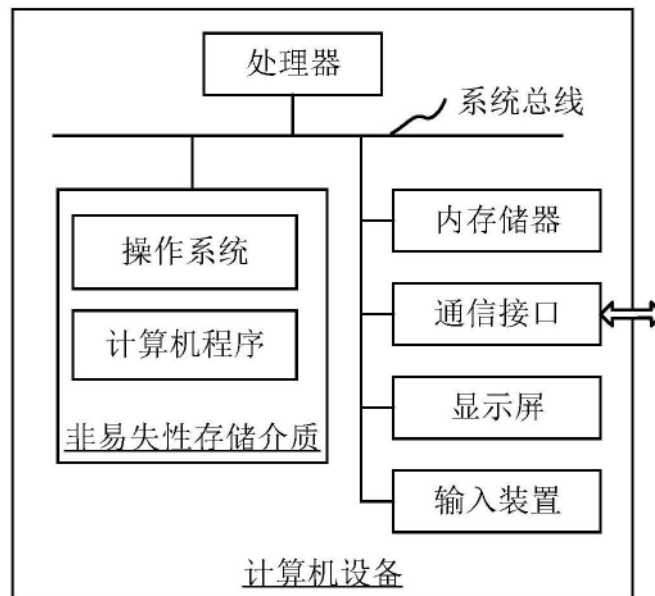 处理器
系统总线
操作系统
计算机程序
非易失性存储介质
内存储器
通信接口
显示屏
输入装置
计算机设备